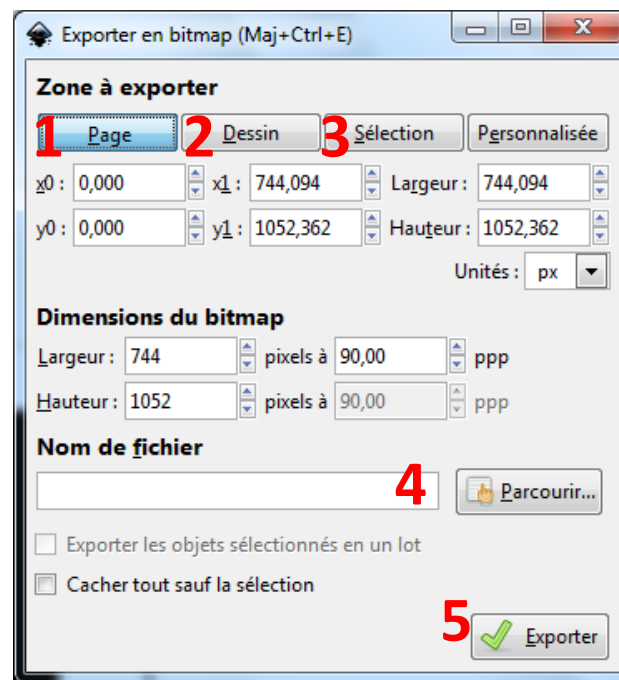 Exporter en bitmap (Maj+Ctrl+E)
Zone à exporter
1 Page 2 Dessin 3 Sélection Personnalisée
x0 : 0,000 x1 : 744,094 Largeur : 744,094
y0 : 0,000 y1 : 1052,362 Hauteur : 1052,362
Unités : px
Dimensions du bitmap
Largeur : 744 pixels à 90,00 ppp
Hauteur : 1052 pixels à 90,00 ppp
Nom de fichier
4 Parcourir...
Exporter les objets sélectionnés en un lot
Cacher tout sauf la sélection
5 Exporter